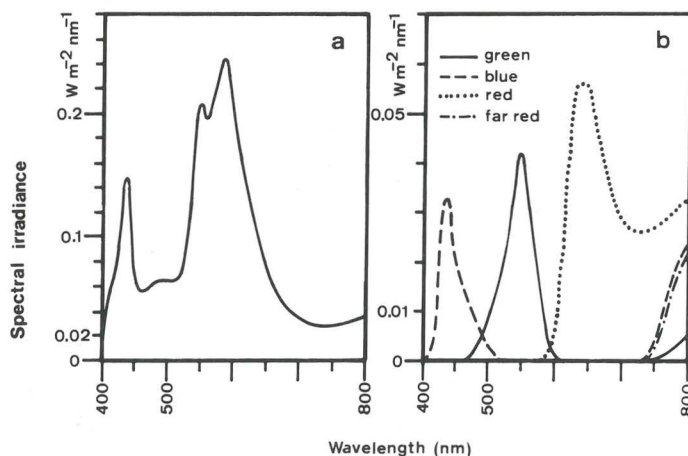 Spectral irradiance
W m⁻² nm⁻¹
0.2
0.1
0.02
0
400
500
800
a
W m⁻² nm⁻¹
0.05
0.01
0
400
500
800
b
green
blue
red
far red
Wavelength (nm)